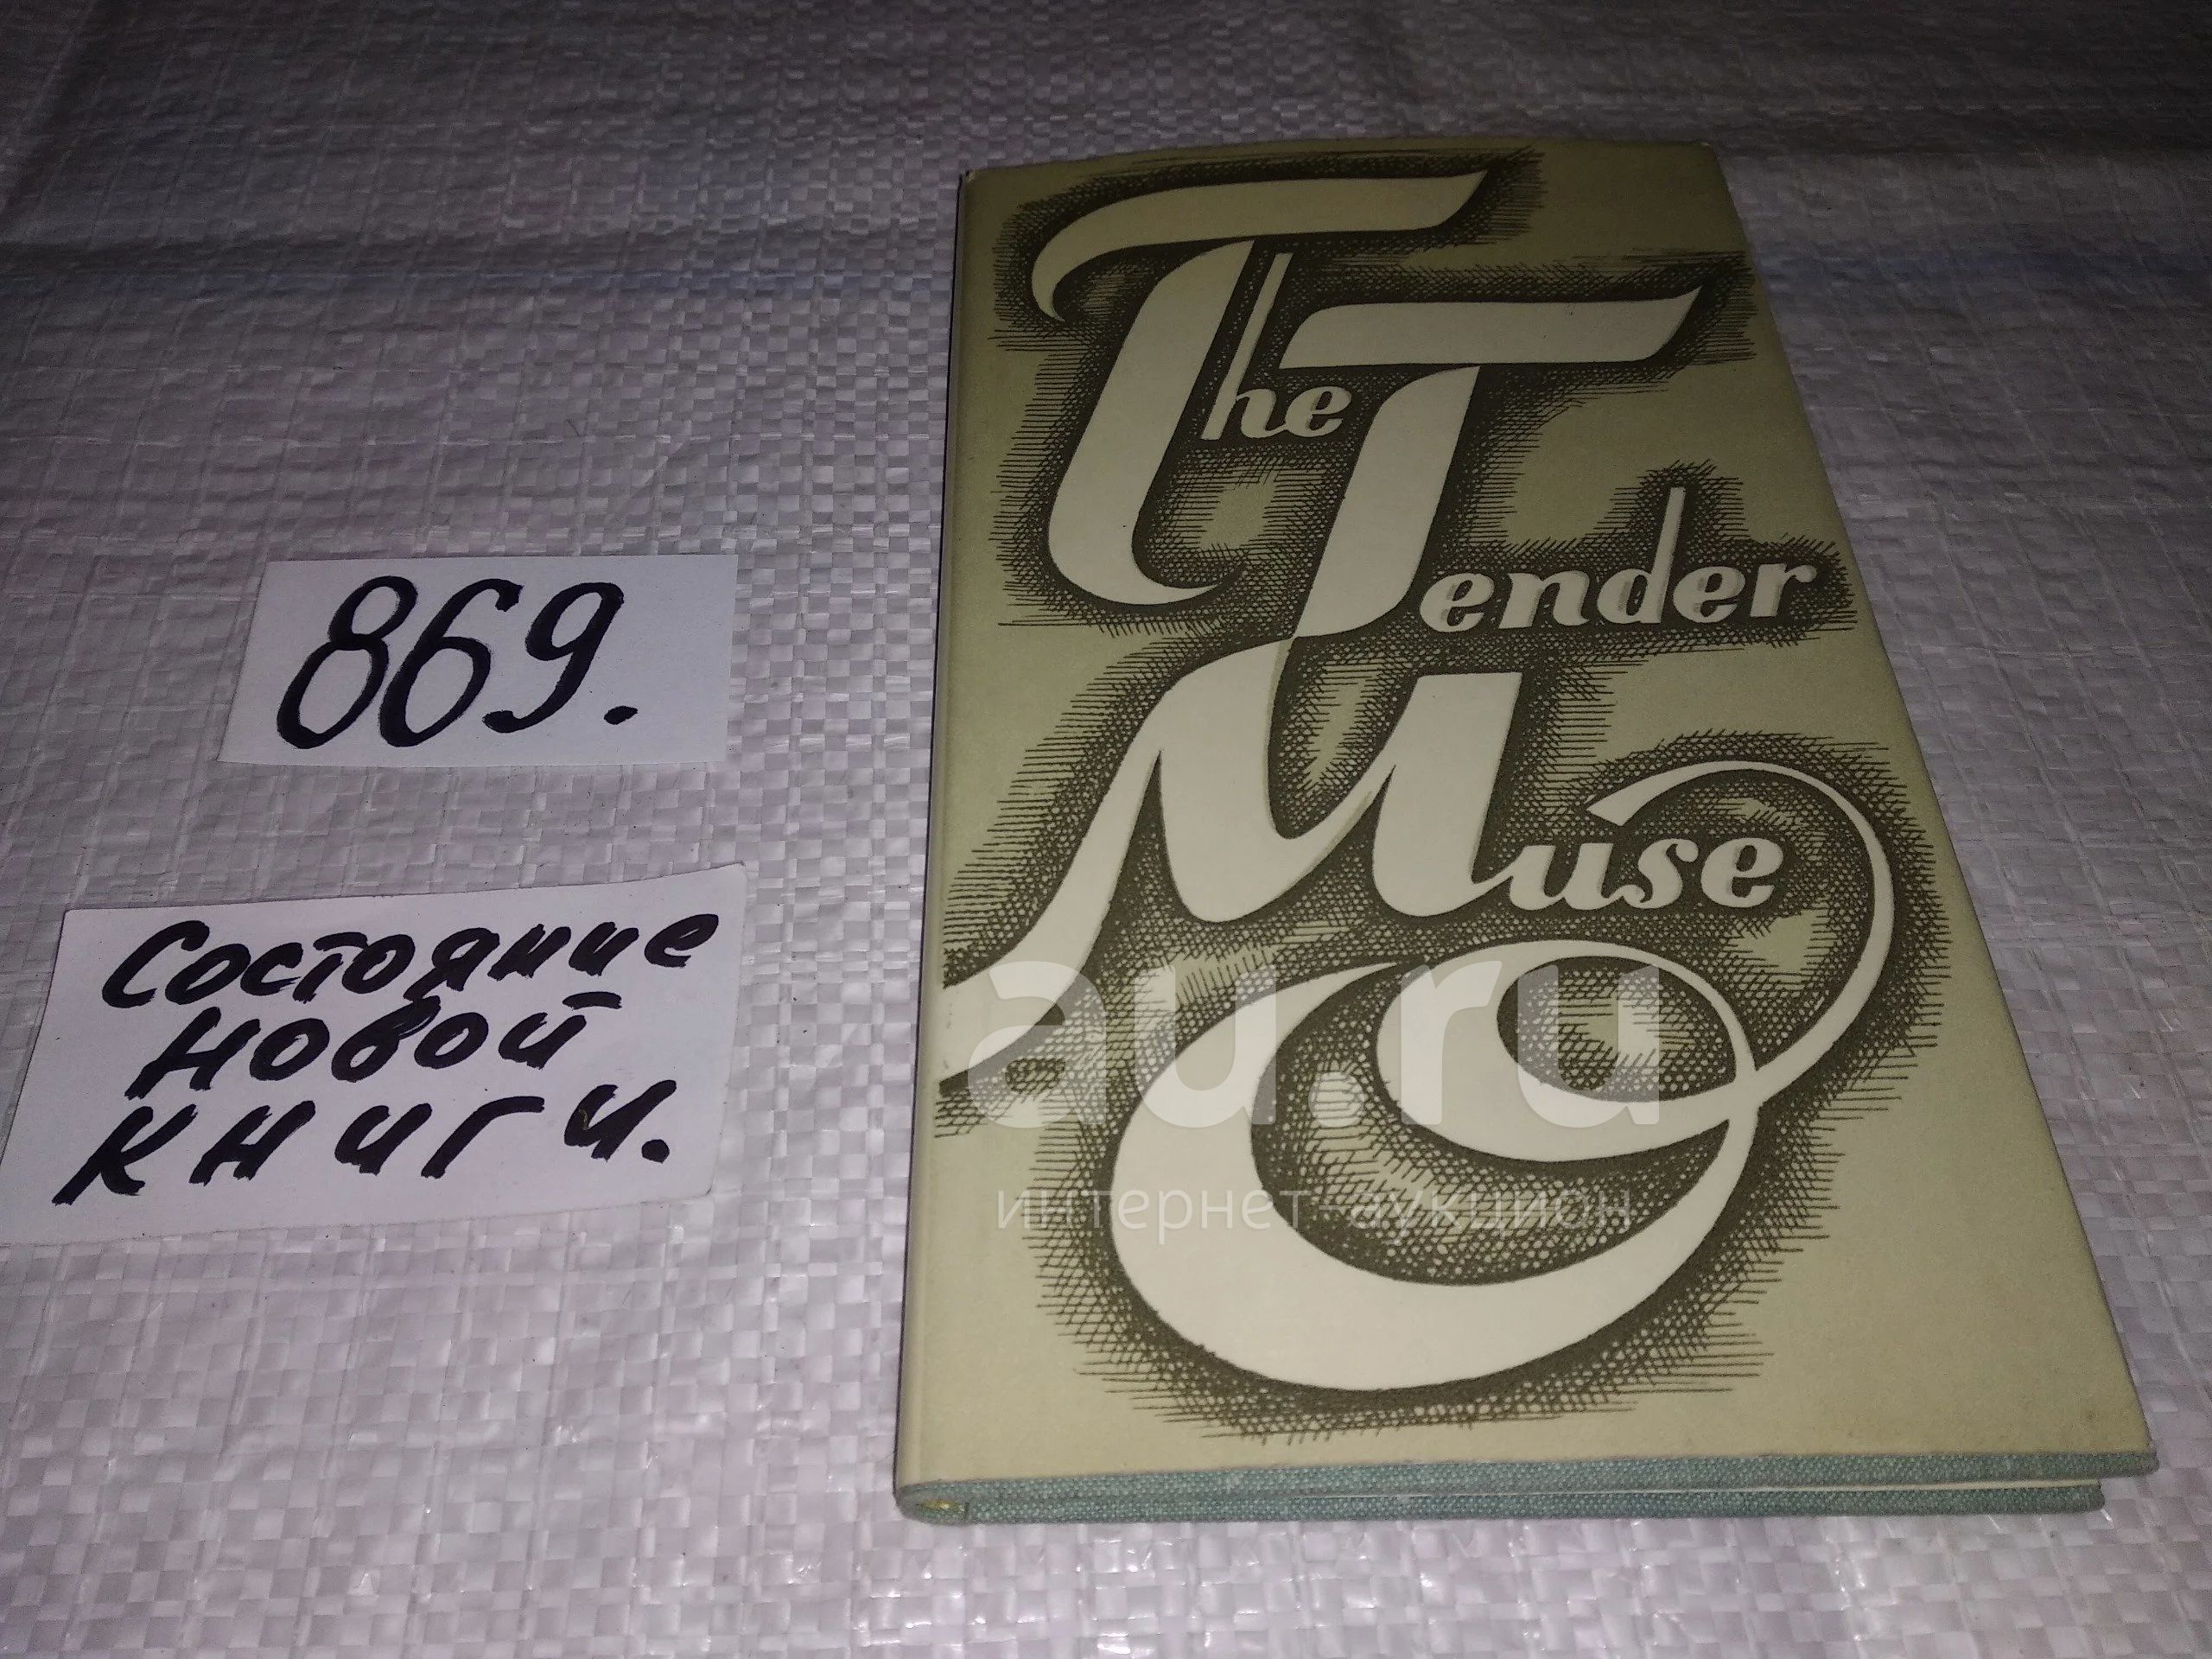 The
Tender
Muse
869.
Состояние
новой
книги.
au.ru
интернет-аукцион